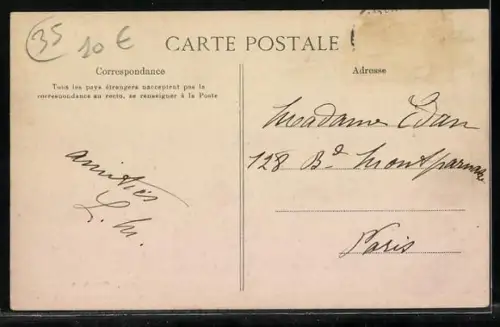 35 10 €
CARTE POSTALE
Correspondance
Adresse
Tous les pays étrangers n'acceptent pas la
correspondance au recto, se renseigner à la Poste
Madame Edan
128 Bd Montparnasse
amitiés
L. M.
Paris